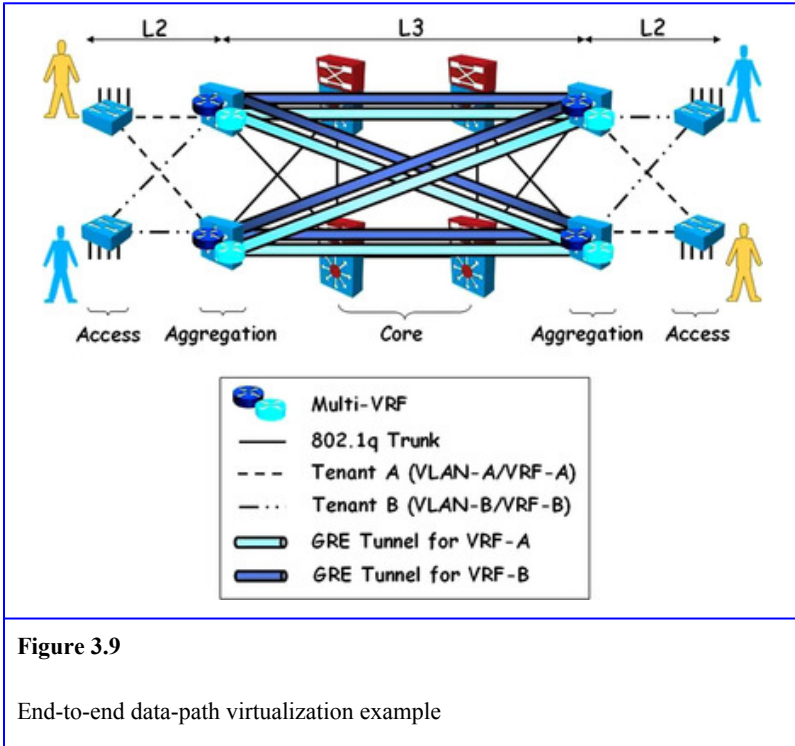 L2 L3 L2
Access Aggregation Core Aggregation Access
Multi-VRF
802.1q Trunk
Tenant A (VLAN-A/VRF-A)
Tenant B (VLAN-B/VRF-B)
GRE Tunnel for VRF-A
GRE Tunnel for VRF-B
Figure 3.9
End-to-end data-path virtualization example